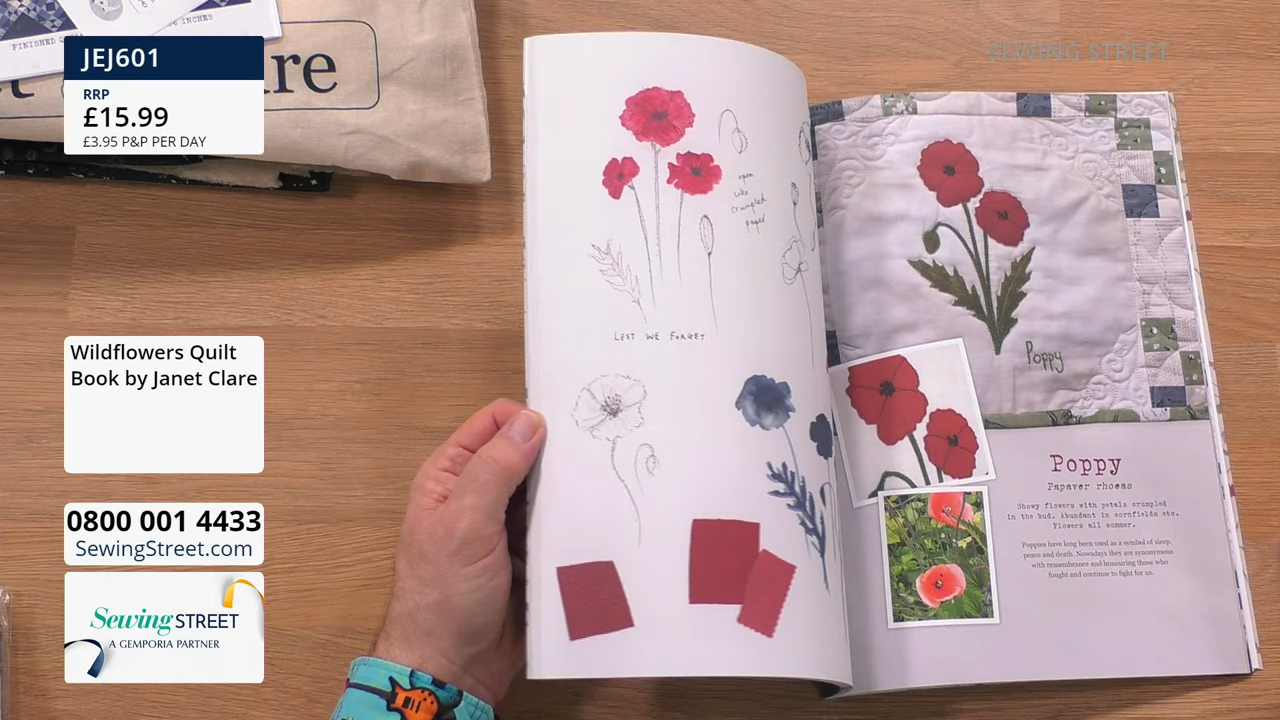 FINISHED
INCHES
JEJ601
RRP
£15.99
£3.95 P&P PER DAY
SEWING STREET
open
like
crumpled
paper
LEST WE FORGET
Poppy
Wildflowers Quilt
Book by Janet Clare
0800 001 4433
SewingStreet.com
Sewing STREET
A GEMPORIA PARTNER
Poppy
Papaver rhoeas
Showy flowers with petals crumpled
in the bud. Abundant in cornfields etc.
Flowers all summer.
Poppies have long been used as a symbol of sleep,
peace and death. Nowadays they are synonymous
with remembrance and honouring those who
fought and continue to fight for us.